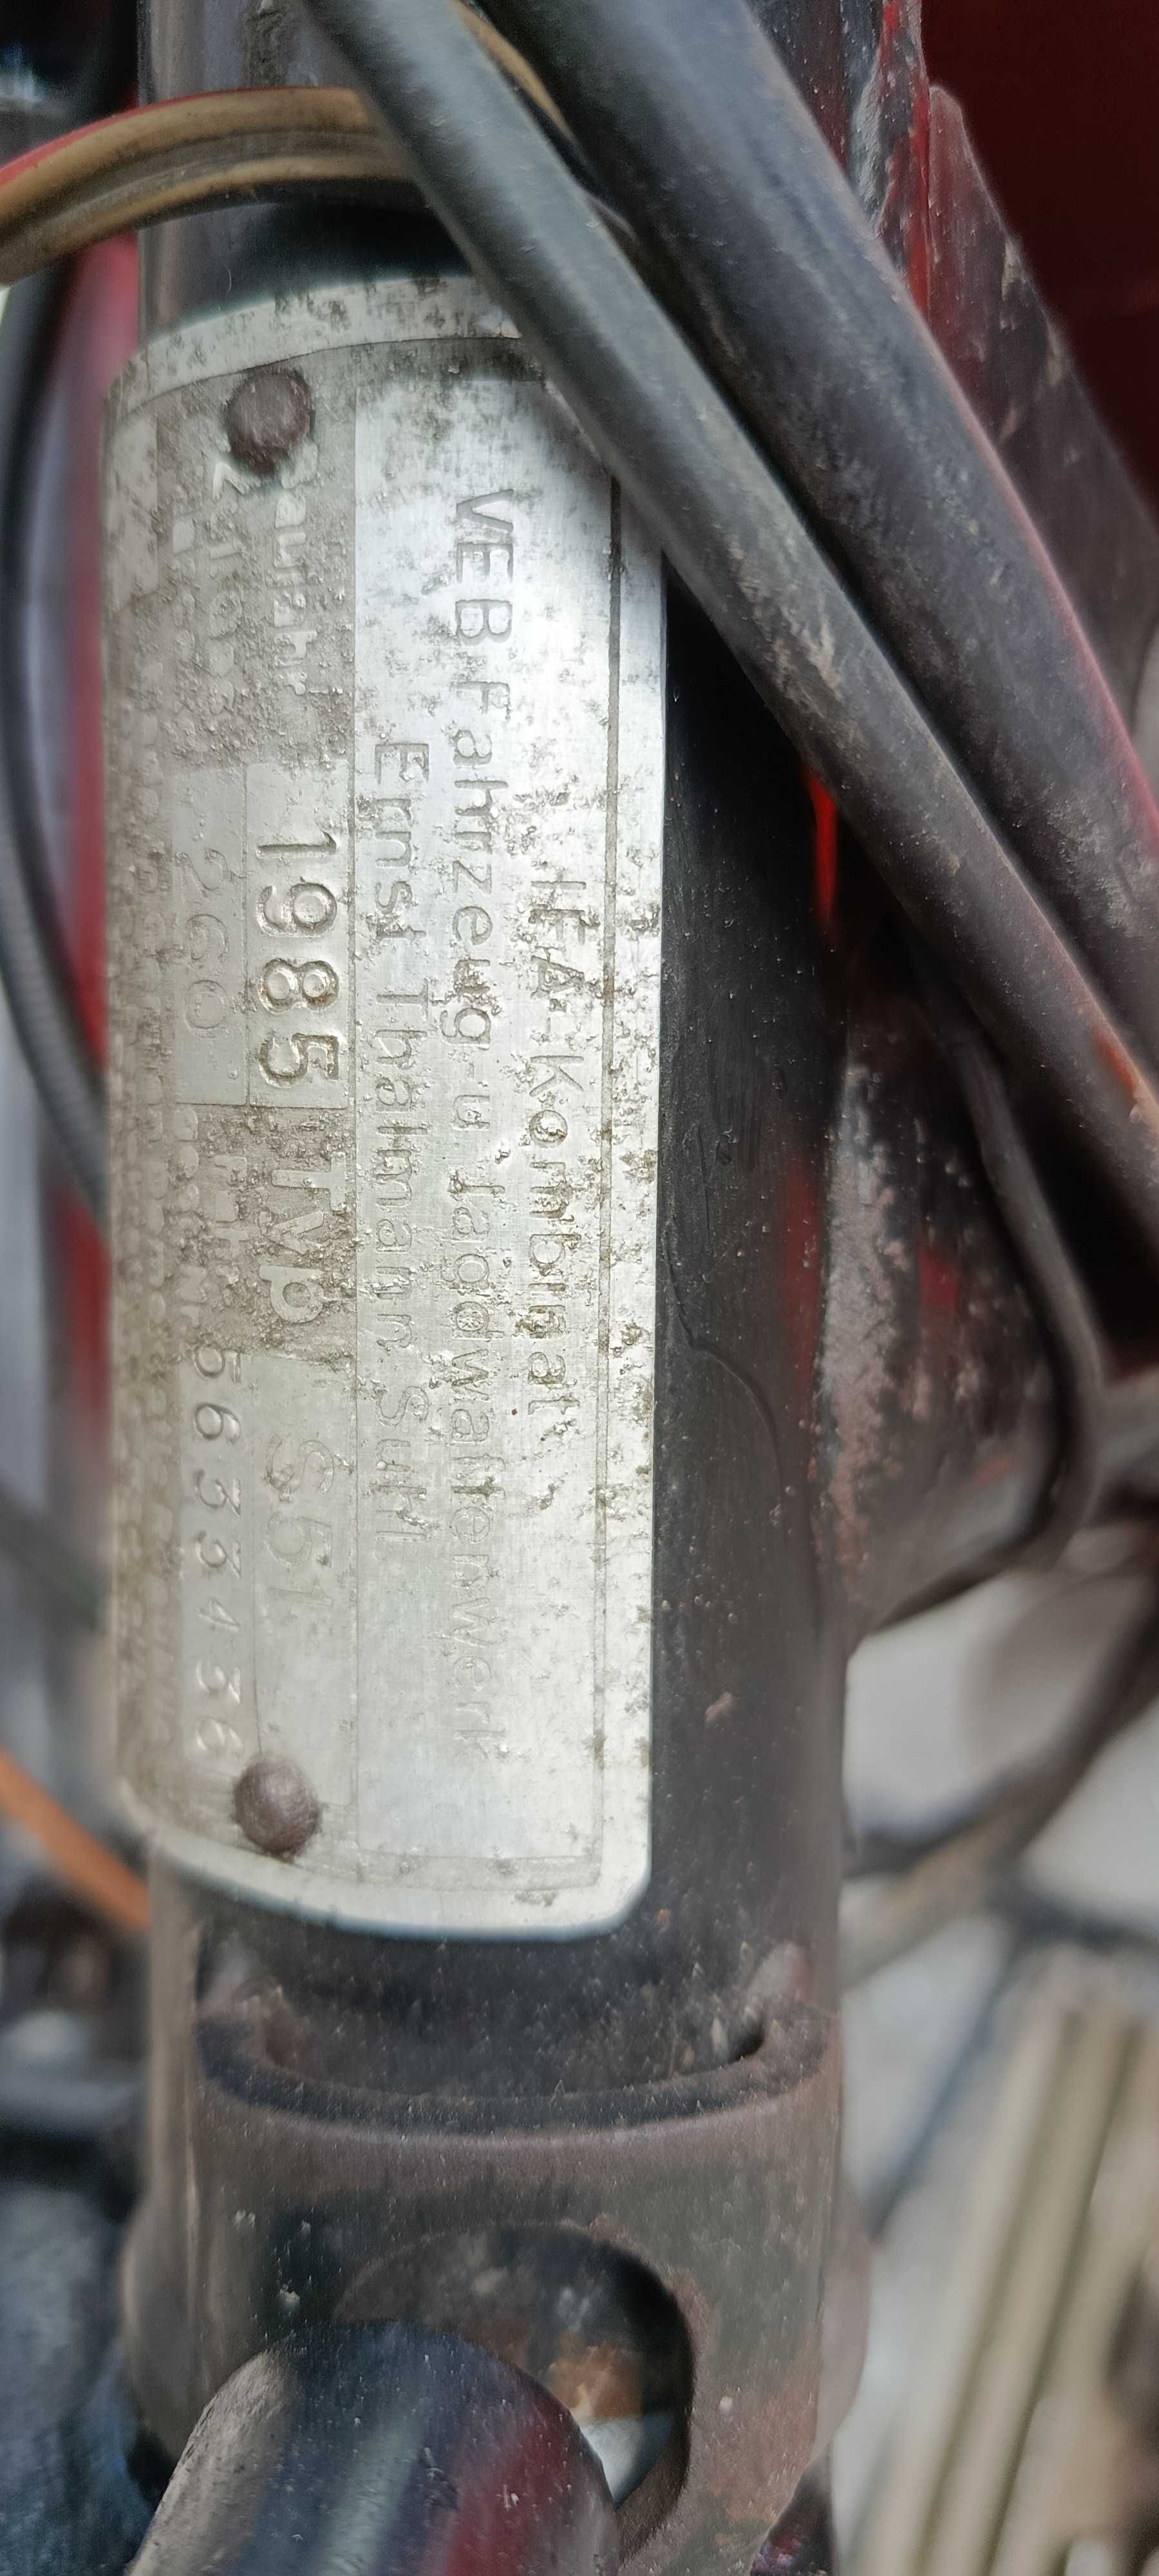 IFA-Kombinat
VEB Fahrzeug- u Jagdwaffenwerk
Ernst Thälmann Suhl
Baujahr 1985 Typ S51
260 5633436